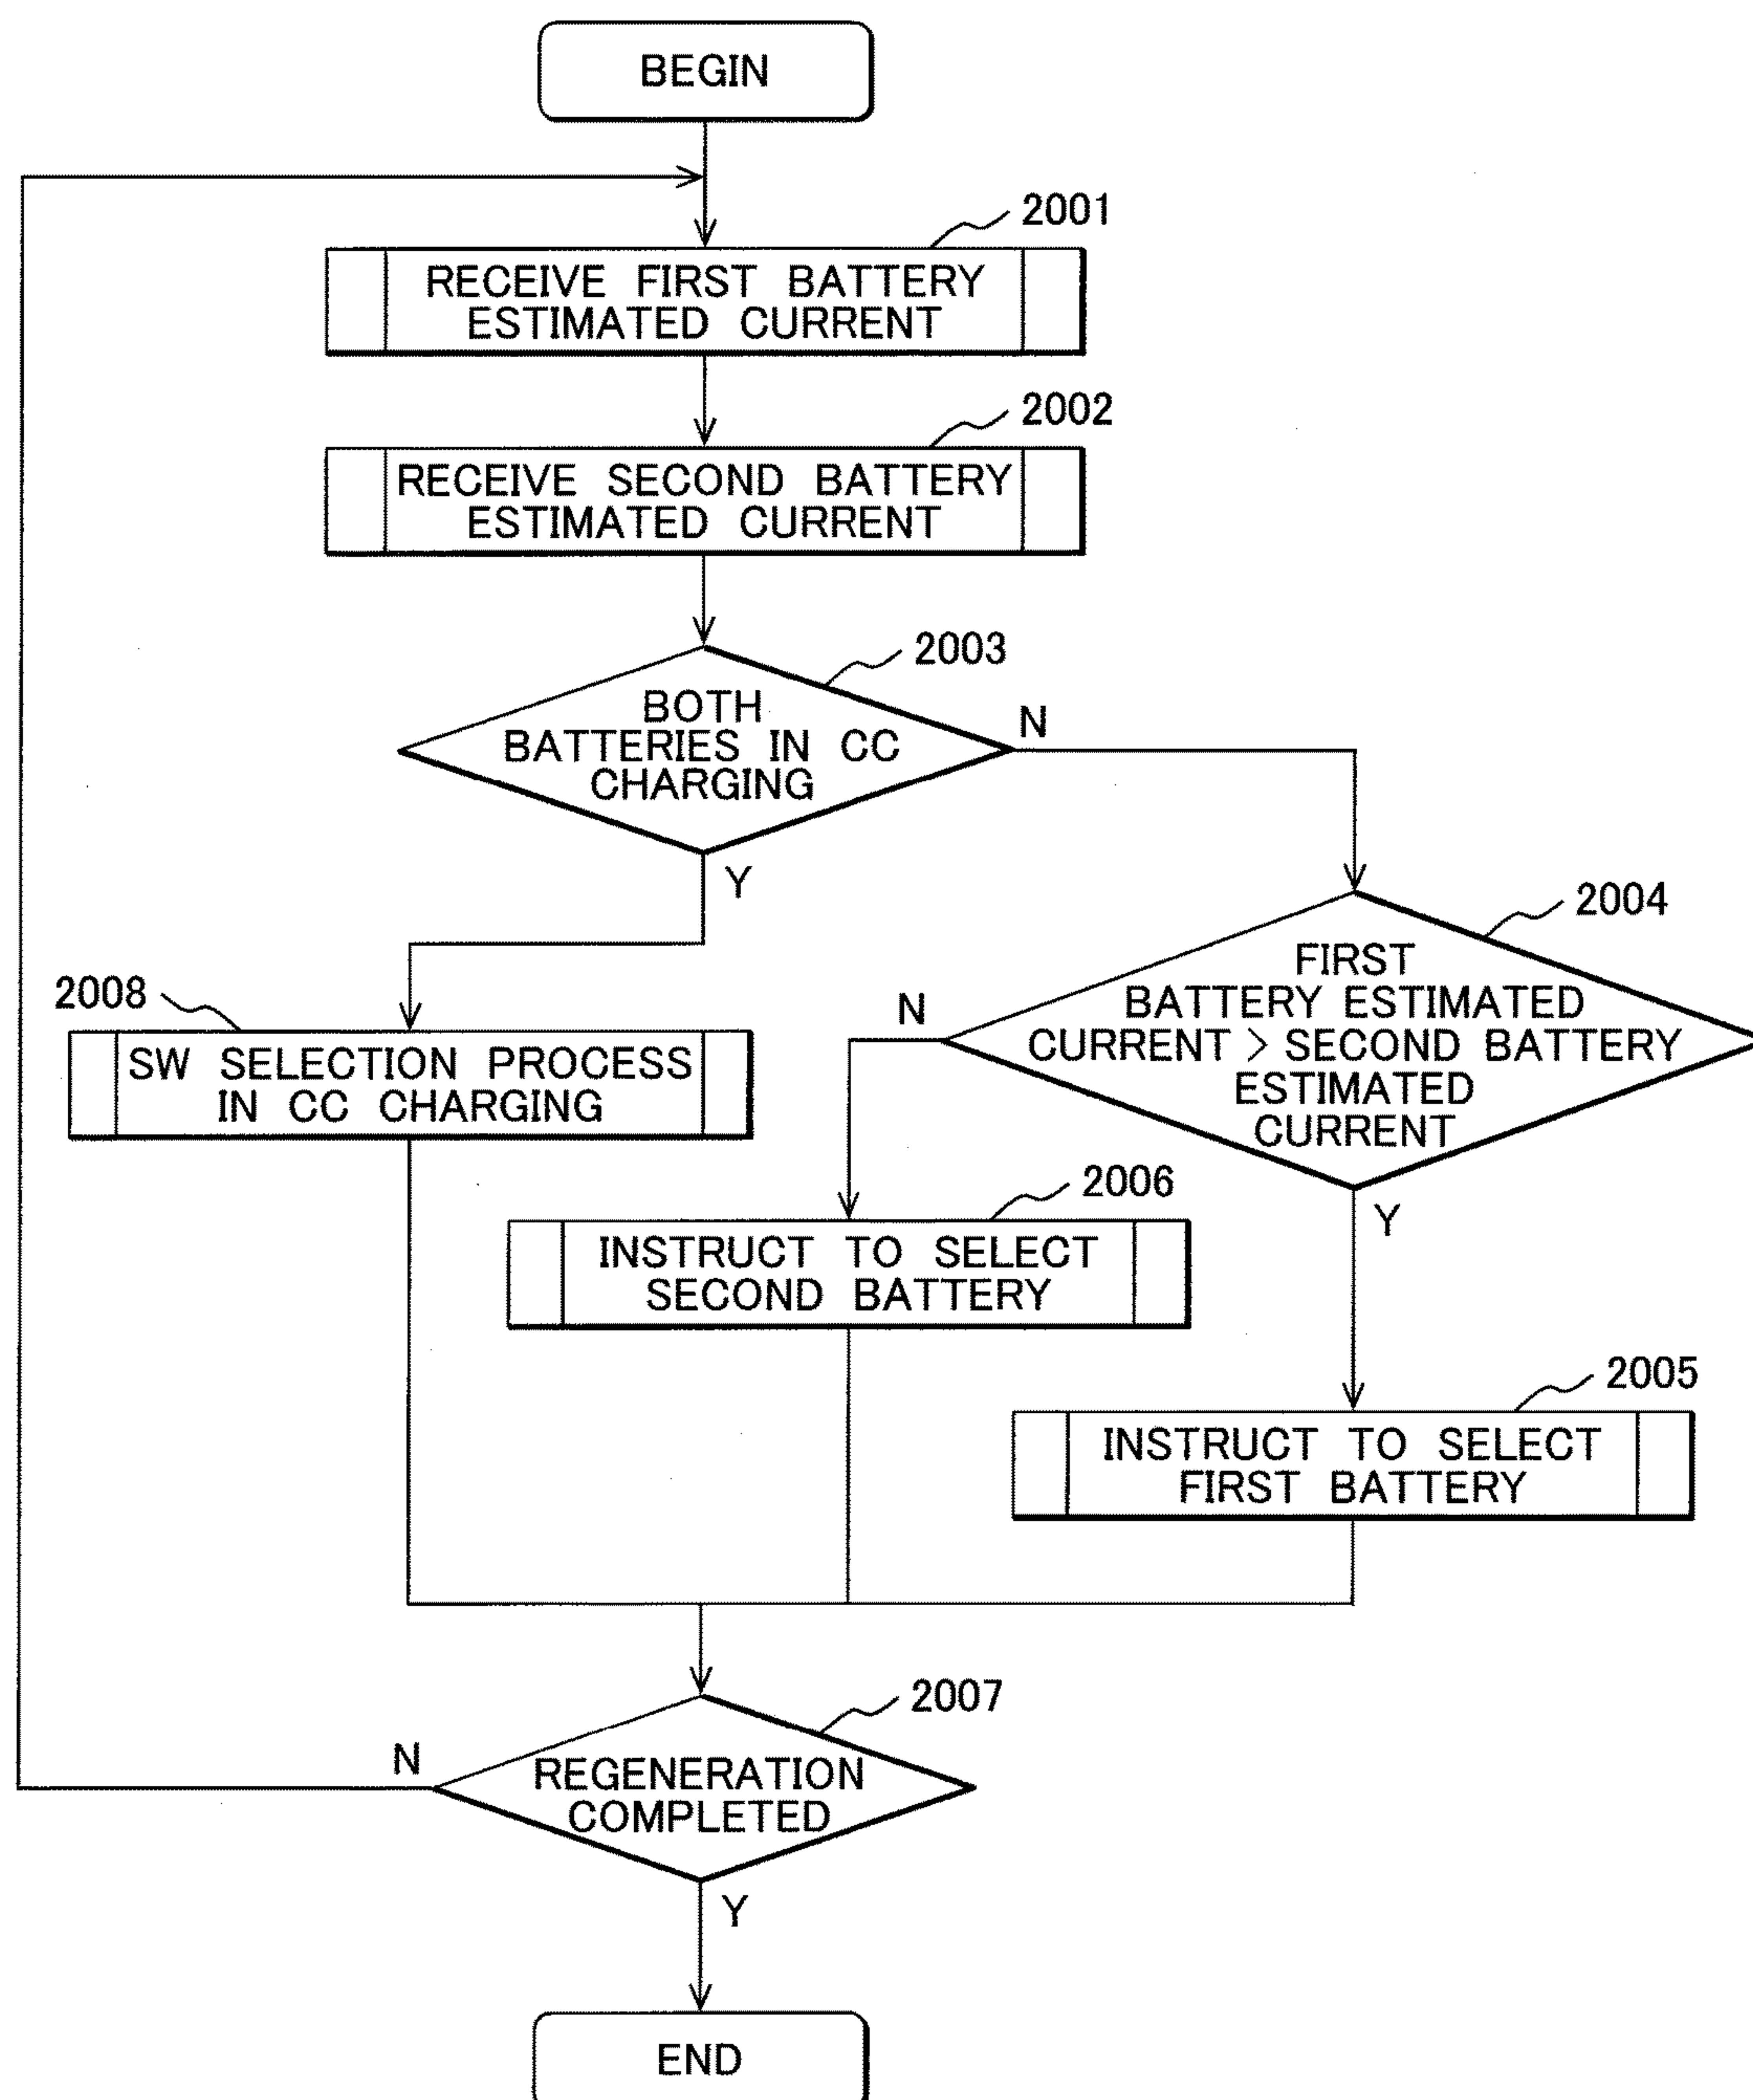 BEGIN
2001
RECEIVE FIRST BATTERY
ESTIMATED CURRENT
2002
RECEIVE SECOND BATTERY
ESTIMATED CURRENT
2003
BOTH
BATTERIES IN CC
CHARGING
N
Y
2004
FIRST
BATTERY ESTIMATED
CURRENT > SECOND BATTERY
ESTIMATED
CURRENT
N
Y
2008
SW SELECTION PROCESS
IN CC CHARGING
2006
INSTRUCT TO SELECT
SECOND BATTERY
2005
INSTRUCT TO SELECT
FIRST BATTERY
2007
REGENERATION
COMPLETED
N
Y
END